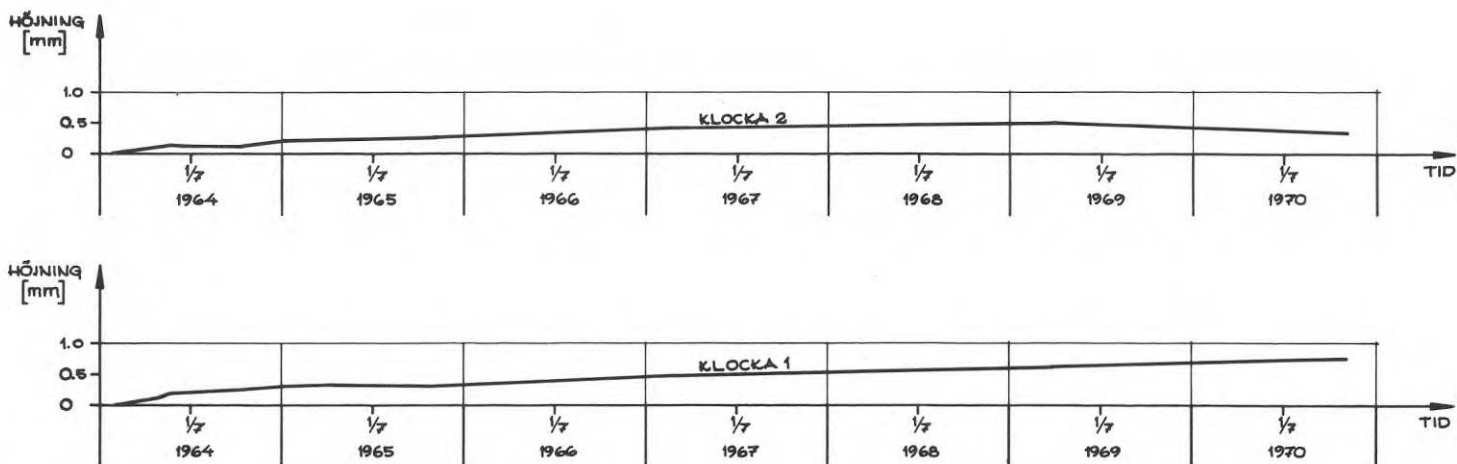 HÖJNING
[mm]
1.0
0.5
0
KLOCKA 2
1/7 1/7 1/7 1/7 1/7 1/7 1/7 TID
1964 1965 1966 1967 1968 1969 1970
HÖJNING
[mm]
1.0
0.5
0
KLOCKA 1
1/7 1/7 1/7 1/7 1/7 1/7 1/7 TID
1964 1965 1966 1967 1968 1969 1970